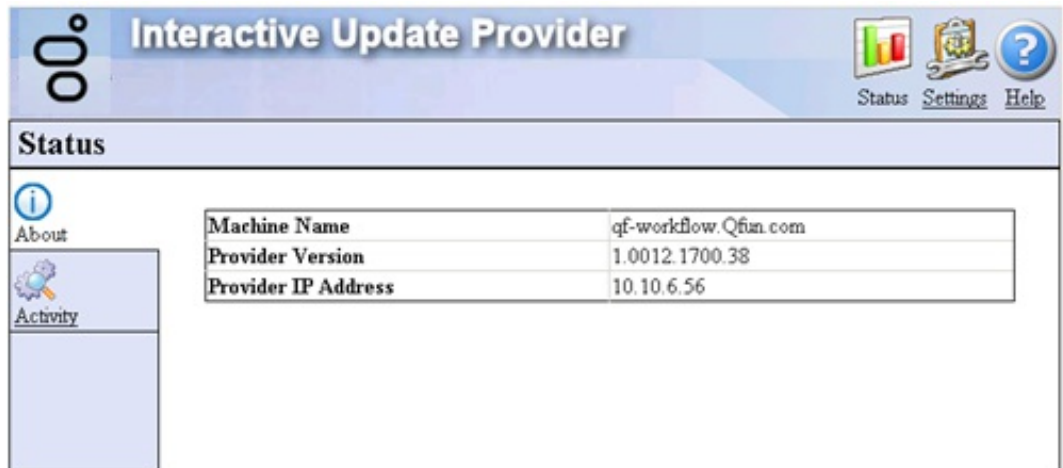 Interactive Update Provider
Status Settings Help
Status
About
Machine Name qf-workflow.Qfun.com
Provider Version 1.0012.1700.38
Provider IP Address 10.10.6.56
Activity